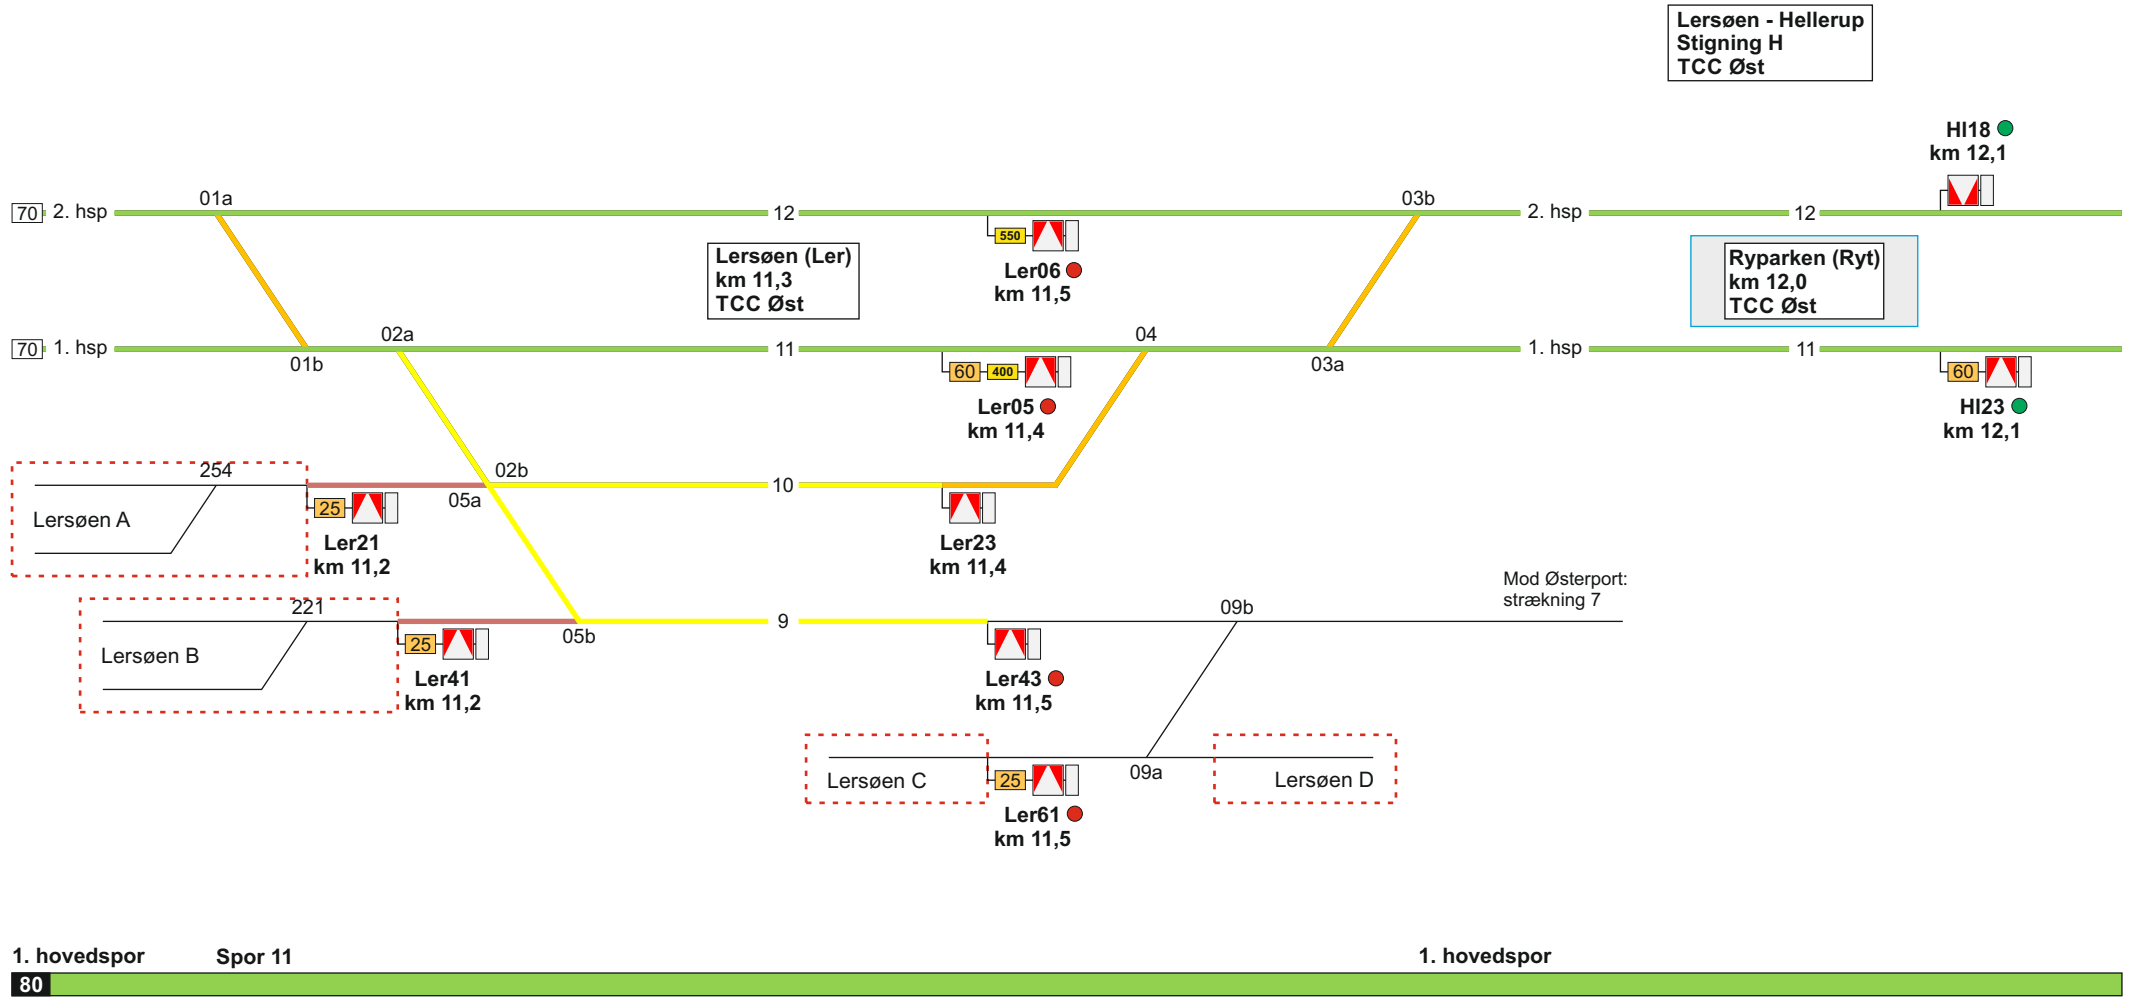 Lersøen - Hellerup
Stigning H
TCC Øst
Hl18
km 12,1
01a
03b
70 2. hsp
12
2. hsp
12
550
Ler06
km 11,5
Lersøen (Ler)
km 11,3
TCC Øst
Ryparken (Ryt)
km 12,0
TCC Øst
02a
04
70 1. hsp
11
1. hsp
11
01b
03a
60 400
Ler05
km 11,4
60
Hl23
km 12,1
254
02b
10
05a
Lersøen A
25
Ler21
km 11,2
Ler23
km 11,4
Mod Østerport:
strækning 7
221
9
09b
05b
Lersøen B
25
Ler41
km 11,2
Ler43
km 11,5
09a
Lersøen C
25
Lersøen D
Ler61
km 11,5
1. hovedspor
Spor 11
1. hovedspor
80